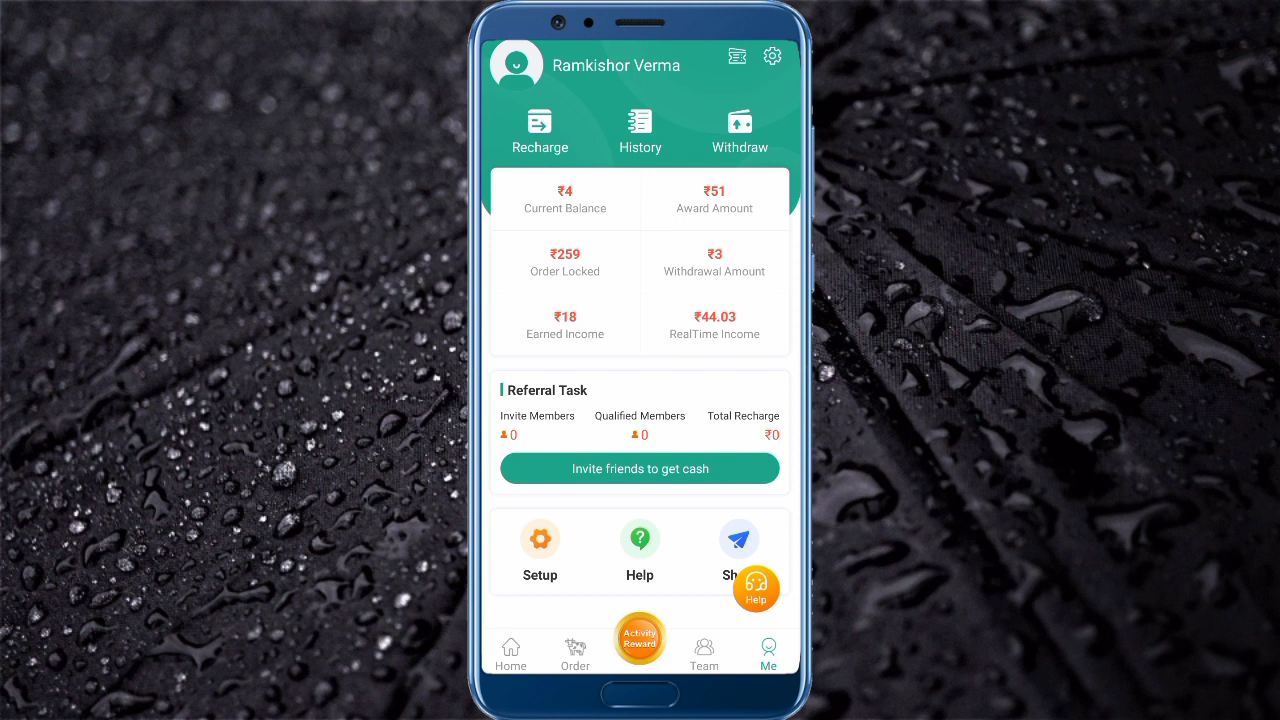 Ramkishor Verma
Recharge History Withdraw
₹4 ₹51
Current Balance Award Amount
₹259 ₹3
Order Locked Withdrawal Amount
₹18 ₹44.03
Earned Income RealTime Income
Referral Task
Invite Members Qualified Members Total Recharge
0 0 ₹0
Invite friends to get cash
Setup Help Sh
Help
Activity
Reward
Home Order Team Me